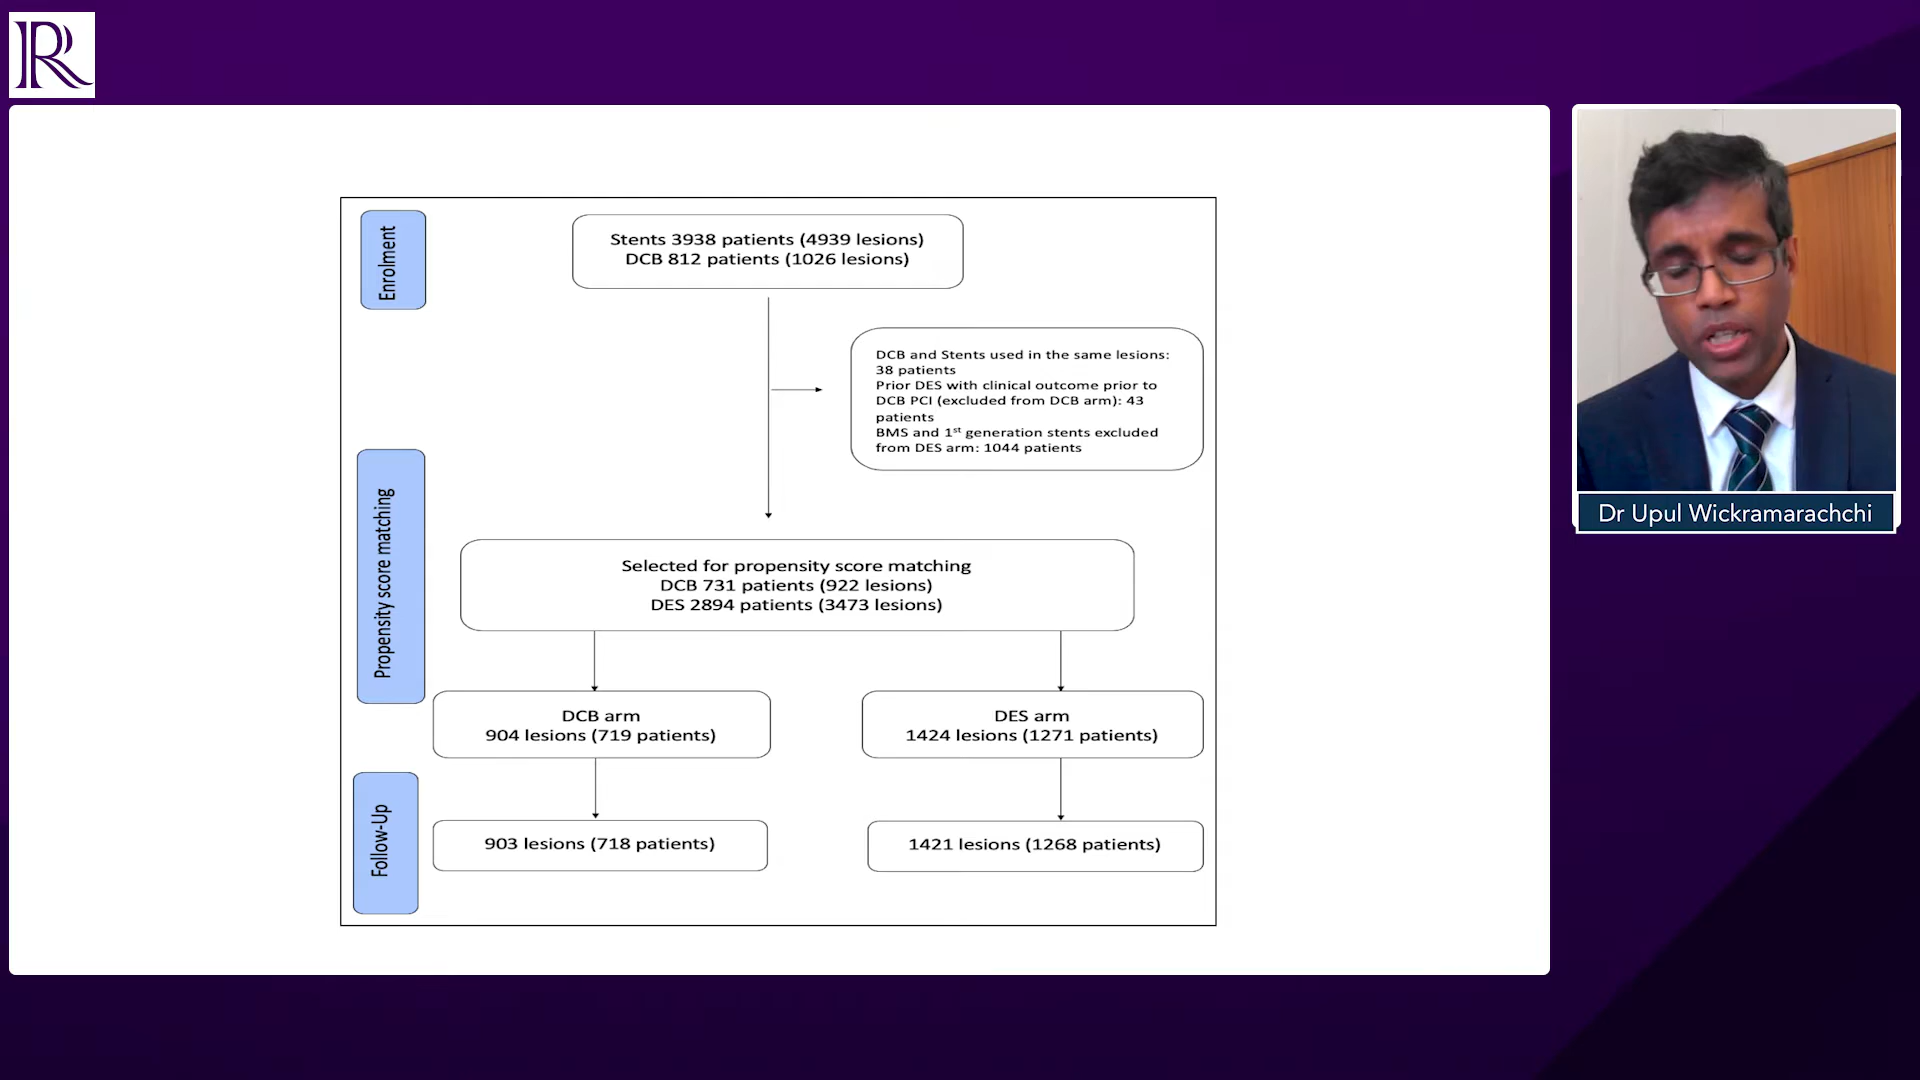 R
Enrolment
Stents 3938 patients (4939 lesions)
DCB 812 patients (1026 lesions)
DCB and Stents used in the same lesions:
38 patients
Prior DES with clinical outcome prior to
DCB PCI (excluded from DCB arm): 43
patients
BMS and 1st generation stents excluded
from DES arm: 1044 patients
Propensity score matching
Selected for propensity score matching
DCB 731 patients (922 lesions)
DES 2894 patients (3473 lesions)
DCB arm
904 lesions (719 patients)
DES arm
1424 lesions (1271 patients)
Follow-Up
903 lesions (718 patients)
1421 lesions (1268 patients)
Dr Upul Wickramarachchi